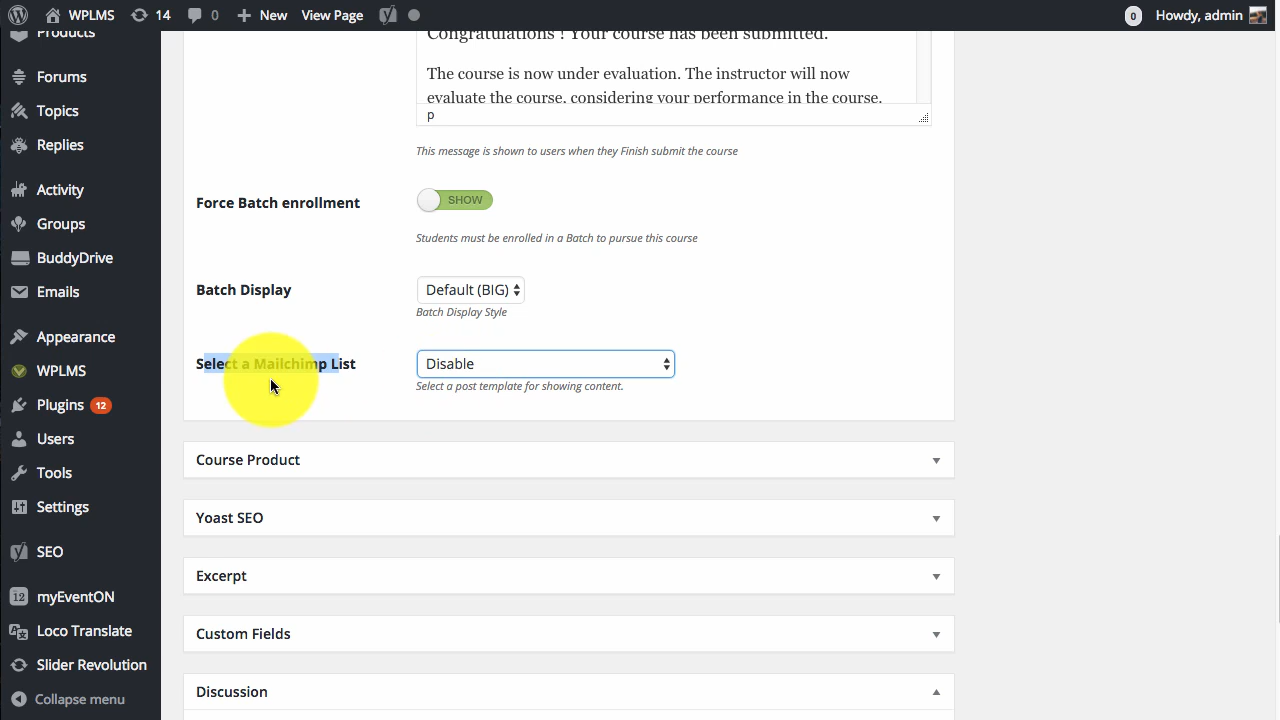 WPLMS 14 0 New View Page 0 Howdy, admin
Products
Forums
Topics
Replies
Activity
Groups
BuddyDrive
Emails
Appearance
WPLMS
Plugins 12
Users
Tools
Settings
SEO
12 myEventON
Loco Translate
Slider Revolution
Collapse menu
Congratulations ! Your course has been submitted.
The course is now under evaluation. The instructor will now
evaluate the course, considering your performance in the course.
p
This message is shown to users when they Finish submit the course
Force Batch enrollment SHOW
Students must be enrolled in a Batch to pursue this course
Batch Display Default (BIG)
Batch Display Style
Select a Mailchimp List Disable
Select a post template for showing content.
Course Product
Yoast SEO
Excerpt
Custom Fields
Discussion